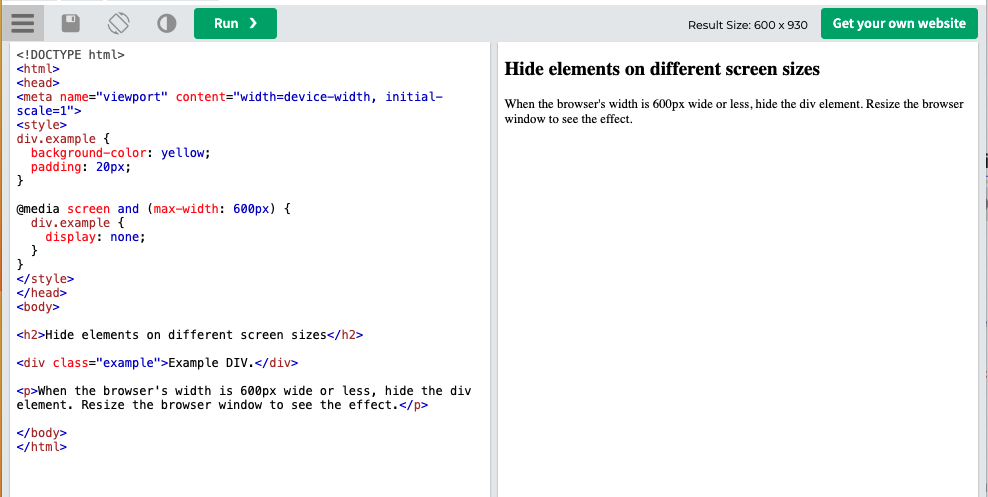 Run ❯
Result Size: 600 x 930
Get your own website
<!DOCTYPE html>
<html>
<head>
<meta name="viewport" content="width=device-width, initial-
scale=1">
<style>
div.example {
  background-color: yellow;
  padding: 20px;
}

@media screen and (max-width: 600px) {
  div.example {
    display: none;
  }
}
</style>
</head>
<body>

<h2>Hide elements on different screen sizes</h2>

<div class="example">Example DIV.</div>

<p>When the browser's width is 600px wide or less, hide the div
element. Resize the browser window to see the effect.</p>

</body>
</html>
Hide elements on different screen sizes
When the browser's width is 600px wide or less, hide the div element. Resize the browser
window to see the effect.